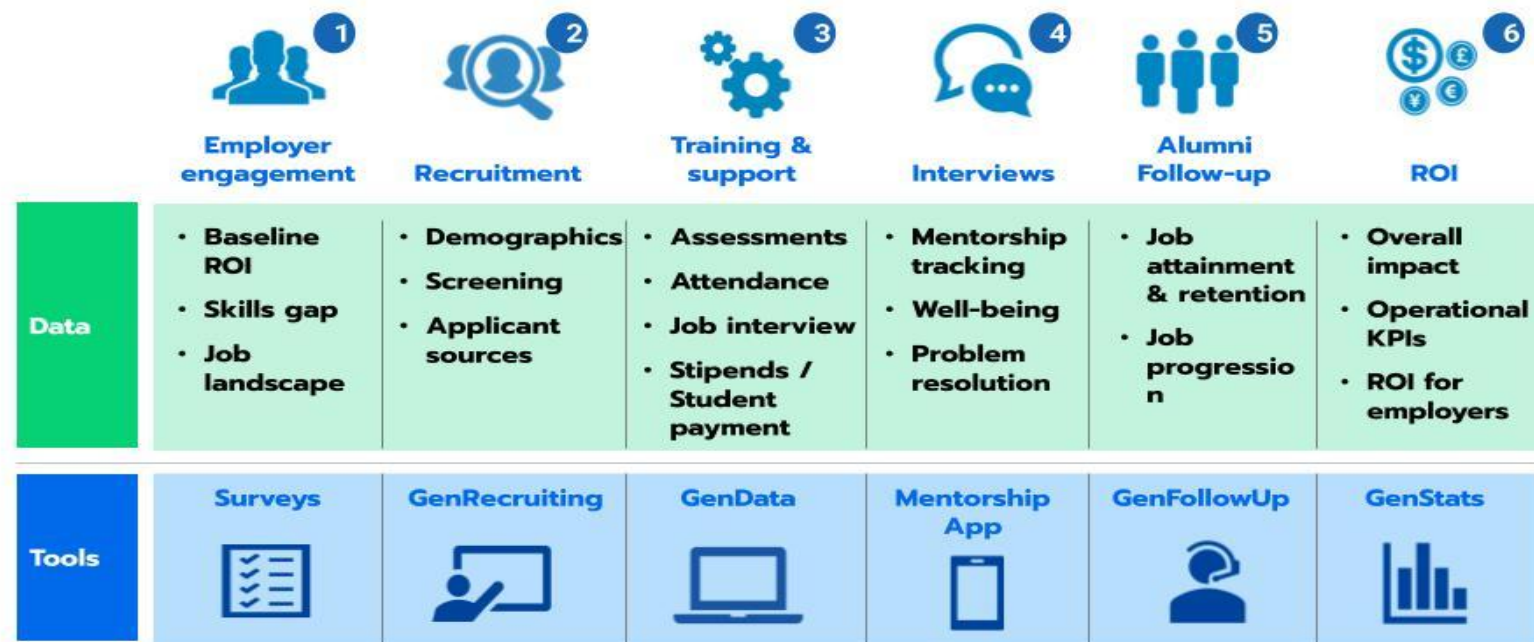 1
2
3
4
5
6
Employer
engagement
Recruitment
Training &
support
Interviews
Alumni
Follow-up
ROI
Data
• Baseline
ROI
• Skills gap
• Job
landscape
• Demographics
• Screening
• Applicant
sources
• Assessments
• Attendance
• Job interview
• Stipends /
Student
payment
• Mentorship
tracking
• Well-being
• Problem
resolution
• Job
attainment
& retention
• Job
progressio
n
• Overall
impact
• Operational
KPIs
• ROI for
employers
Tools
Surveys
GenRecruiting
GenData
Mentorship
App
GenFollowUp
GenStats